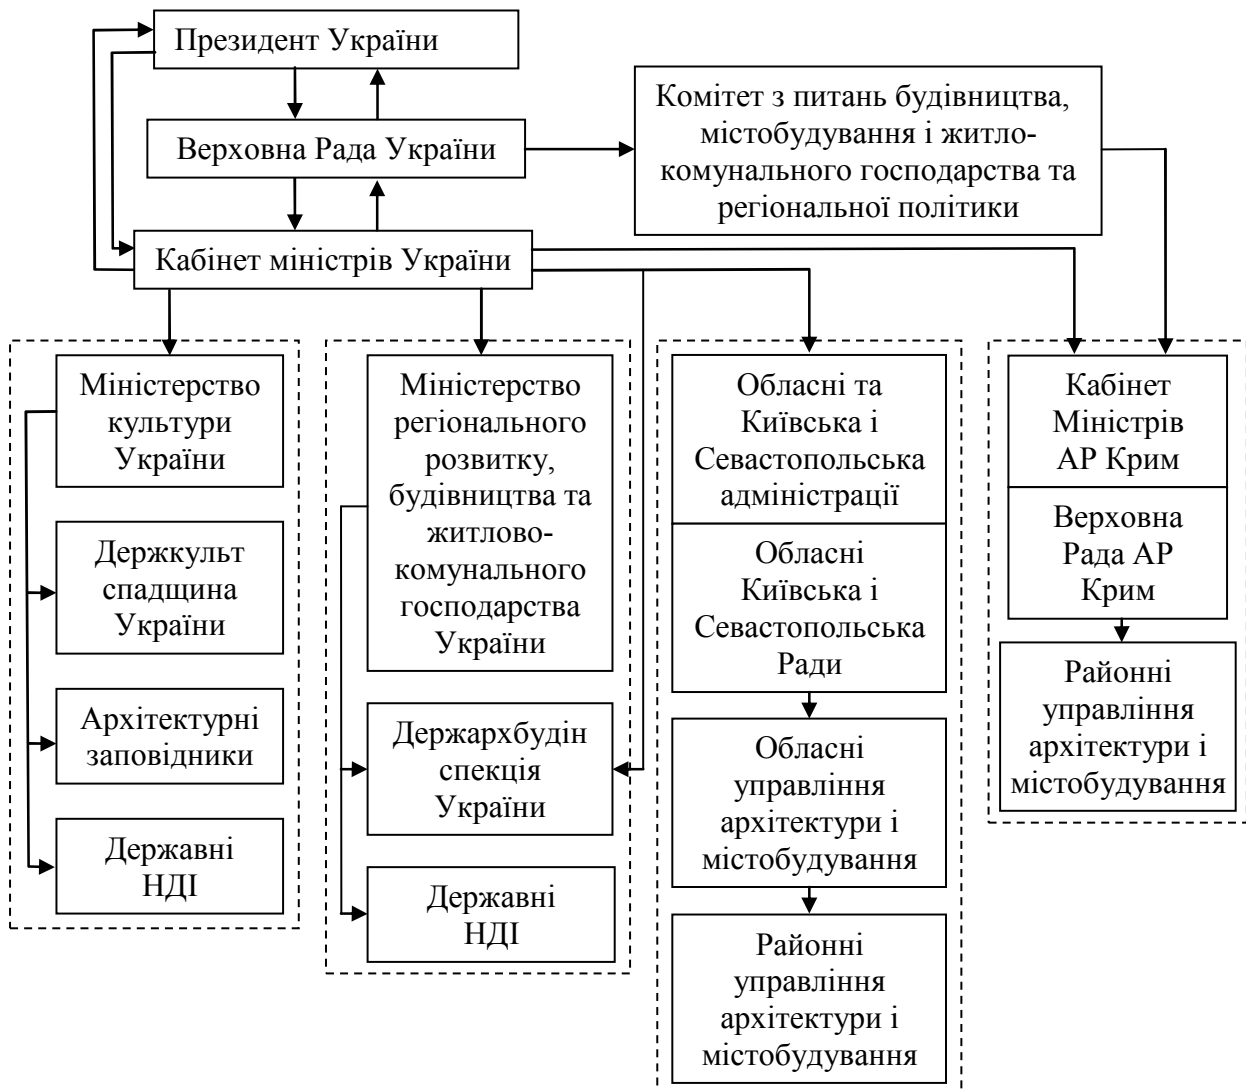 Президент України
Верховна Рада України
Комітет з питань будівництва,
містобудування і житло-
комунального господарства та
регіональної політики
Кабінет міністрів України
Міністерство
культури
України
Держкульт
спадщина
України
Архітектурні
заповідники
Державні
НДІ
Міністерство
регіонального
розвитку,
будівництва та
житлово-
комунального
господарства
України
Держархбудін
спекція
України
Державні
НДІ
Обласні та
Київська і
Севастопольська
адміністрації
Обласні
Київська і
Севастопольська
Ради
Обласні
управління
архітектури і
містобудування
Районні
управління
архітектури і
містобудування
Кабінет
Міністрів
АР Крим
Верховна
Рада АР
Крим
Районні
управління
архітектури і
містобудування